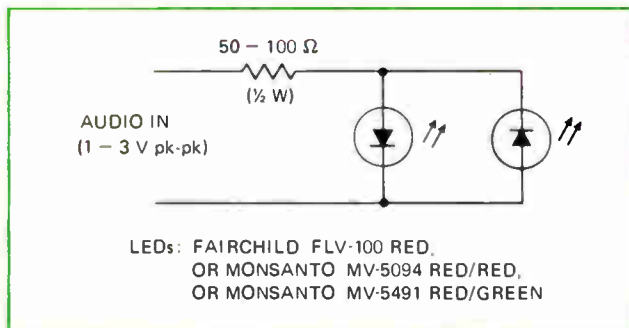 50 – 100 Ω
(½ W)
AUDIO IN
(1 – 3 V pk-pk)
LEDs: FAIRCHILD FLV-100 RED,
OR MONSANTO MV-5094 RED/RED,
OR MONSANTO MV-5491 RED/GREEN